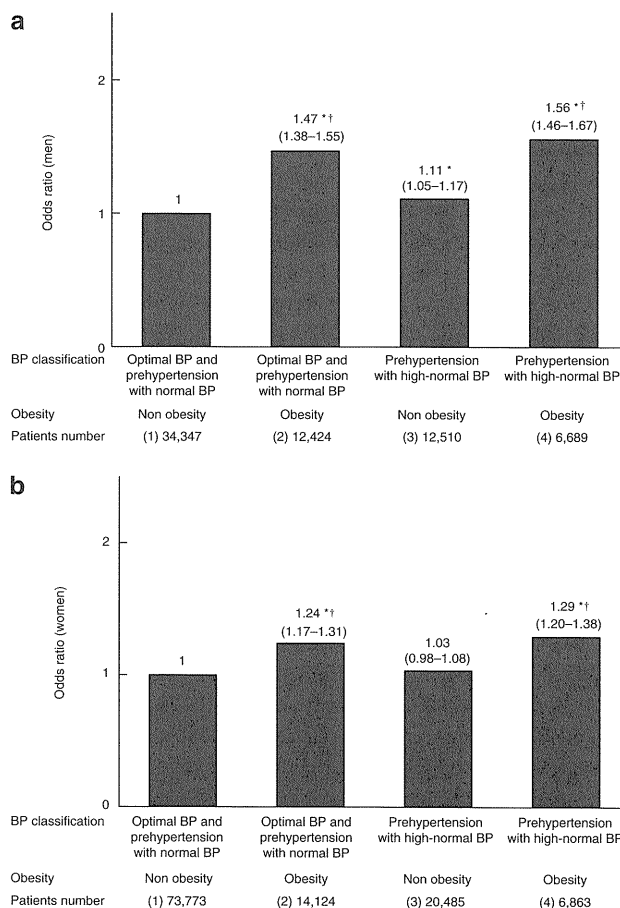 a
2
1
0
Odds ratio (men)
1
1.47 *†
(1.38–1.55)
1.11 *
(1.05–1.17)
1.56 *†
(1.46–1.67)
BP classification
Optimal BP and prehypertension with normal BP
Optimal BP and prehypertension with normal BP
Prehypertension with high-normal BP
Prehypertension with high-normal BP
Obesity Non obesity Obesity Non obesity Obesity
Patients number (1) 34,347 (2) 12,424 (3) 12,510 (4) 6,689
b
2
1
0
Odds ratio (women)
1
1.24 *†
(1.17–1.31)
1.03
(0.98–1.08)
1.29 *†
(1.20–1.38)
BP classification
Optimal BP and prehypertension with normal BP
Optimal BP and prehypertension with normal BP
Prehypertension with high-normal BP
Prehypertension with high-normal BP
Obesity Non obesity Obesity Non obesity Obesity
Patients number (1) 73,773 (2) 14,124 (3) 20,485 (4) 6,863